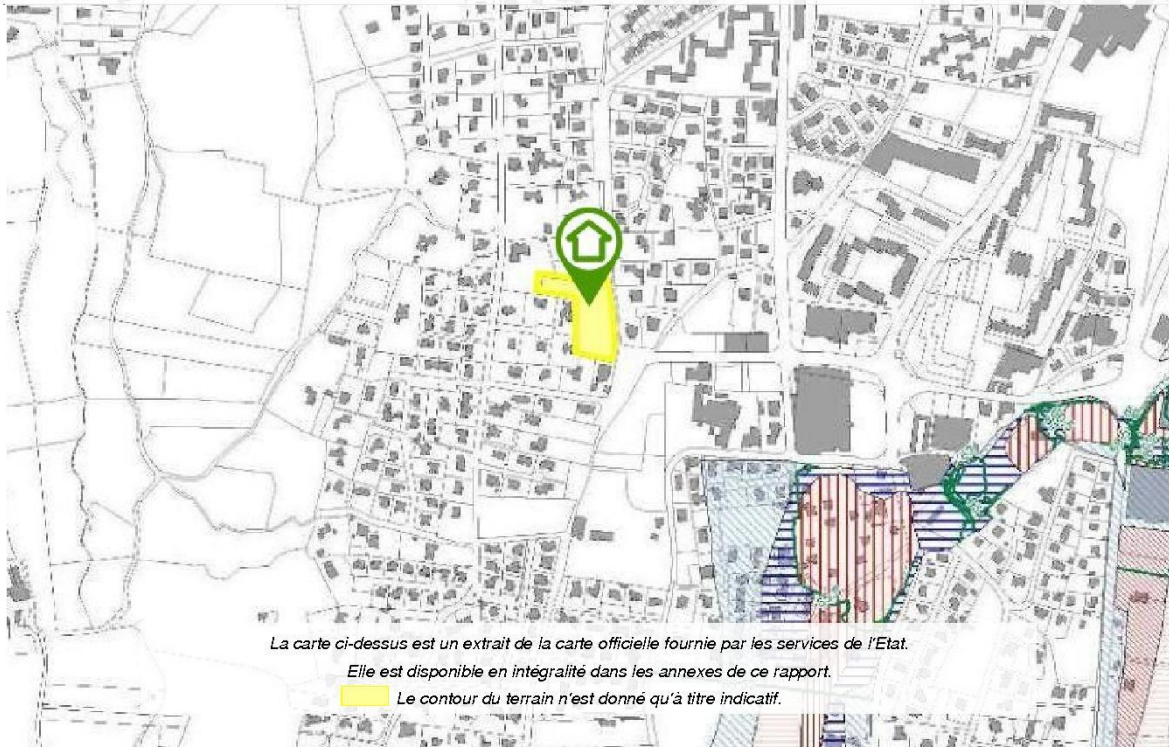 La carte ci-dessus est un extrait de la carte officielle fournie par les services de l'Etat.
Elle est disponible en intégralité dans les annexes de ce rapport.
Le contour du terrain n'est donné qu'à titre indicatif.